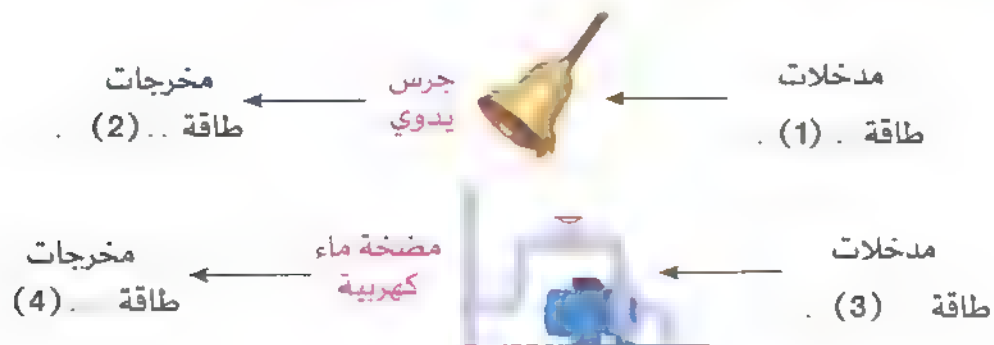 مدخلات
طاقة . (1) .
جرس
يدوي
مخرجات
طاقة .. (2) .
مدخلات
طاقة (3) .
مضخة ماء
كهربية
مخرجات
طاقة .. (4)